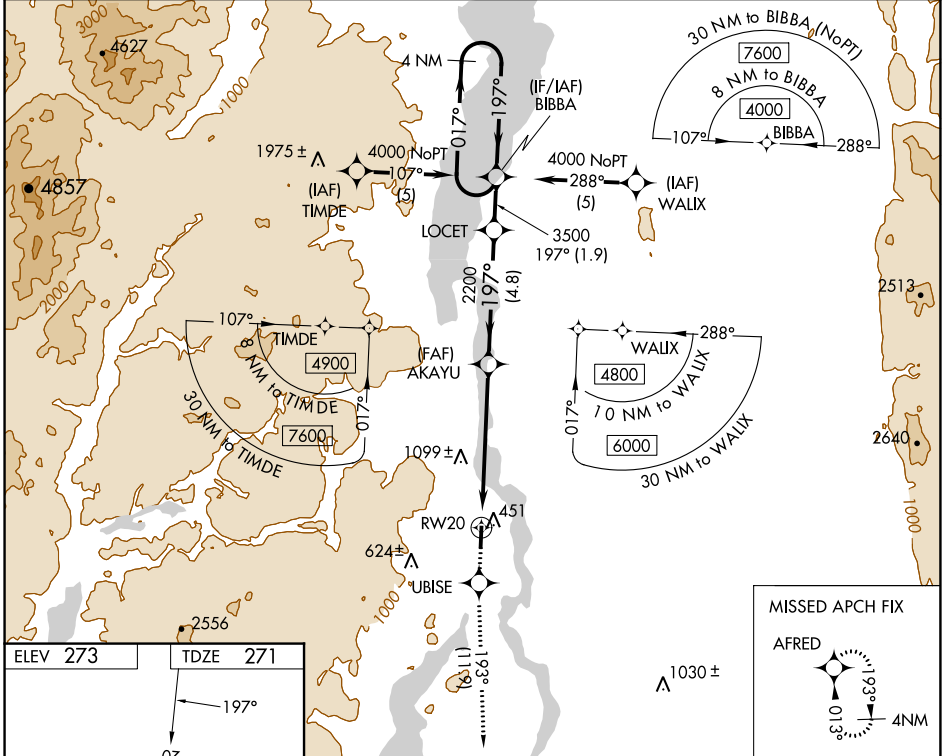 3000
4627
1000
4 NM
197°
017°
(IF/IAF)
BIBBA
30 NM to BIBBA (NoPT)
7600
8 NM to BIBBA
4000
BIBBA
107°
288°
1975 ±
4000 NoPT
107°
(5)
(IAF)
TIMDE
4000 NoPT
288°
(5)
(IAF)
WALIX
4857
LOCET
3500
197° (1.9)
2000
2200
197°
(4.8)
2513
107°
TIMDE
4900
8 NM to TIMDE
7600
30 NM to TIMDE
017°
(FAF)
AKAYU
WALIX
288°
4800
10 NM to WALIX
017°
6000
30 NM to WALIX
1099 ±
2640
1000
RW20
451
624 ±
UBISE
1000
2556
193°
(11.9)
1030 ±
MISSED APCH FIX
AFRED
193°
013°
4NM
ELEV 273
TDZE 271
197°